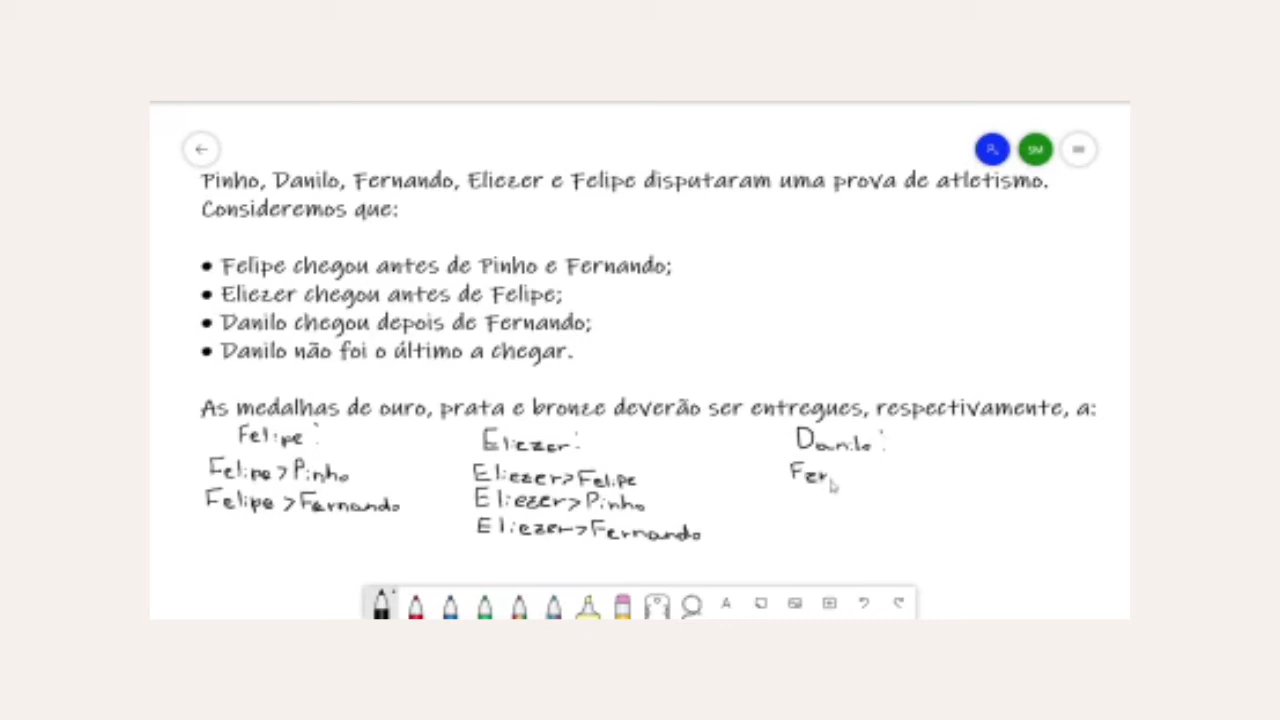 SM
Pinho, Danilo, Fernando, Eliezer e Felipe disputaram uma prova de atletismo.
Consideremos que:
• Felipe chegou antes de Pinho e Fernando;
• Eliezer chegou antes de Felipe;
• Danilo chegou depois de Fernando;
• Danilo não foi o último a chegar.
As medalhas de ouro, prata e bronze deverão ser entregues, respectivamente, a:
Felipe:
Felipe>Pinho
Felipe>Fernando
Eliezer:
Eliezer>Felipe
Eliezer>Pinho
Eliezer>Fernando
Danilo:
Fer
A